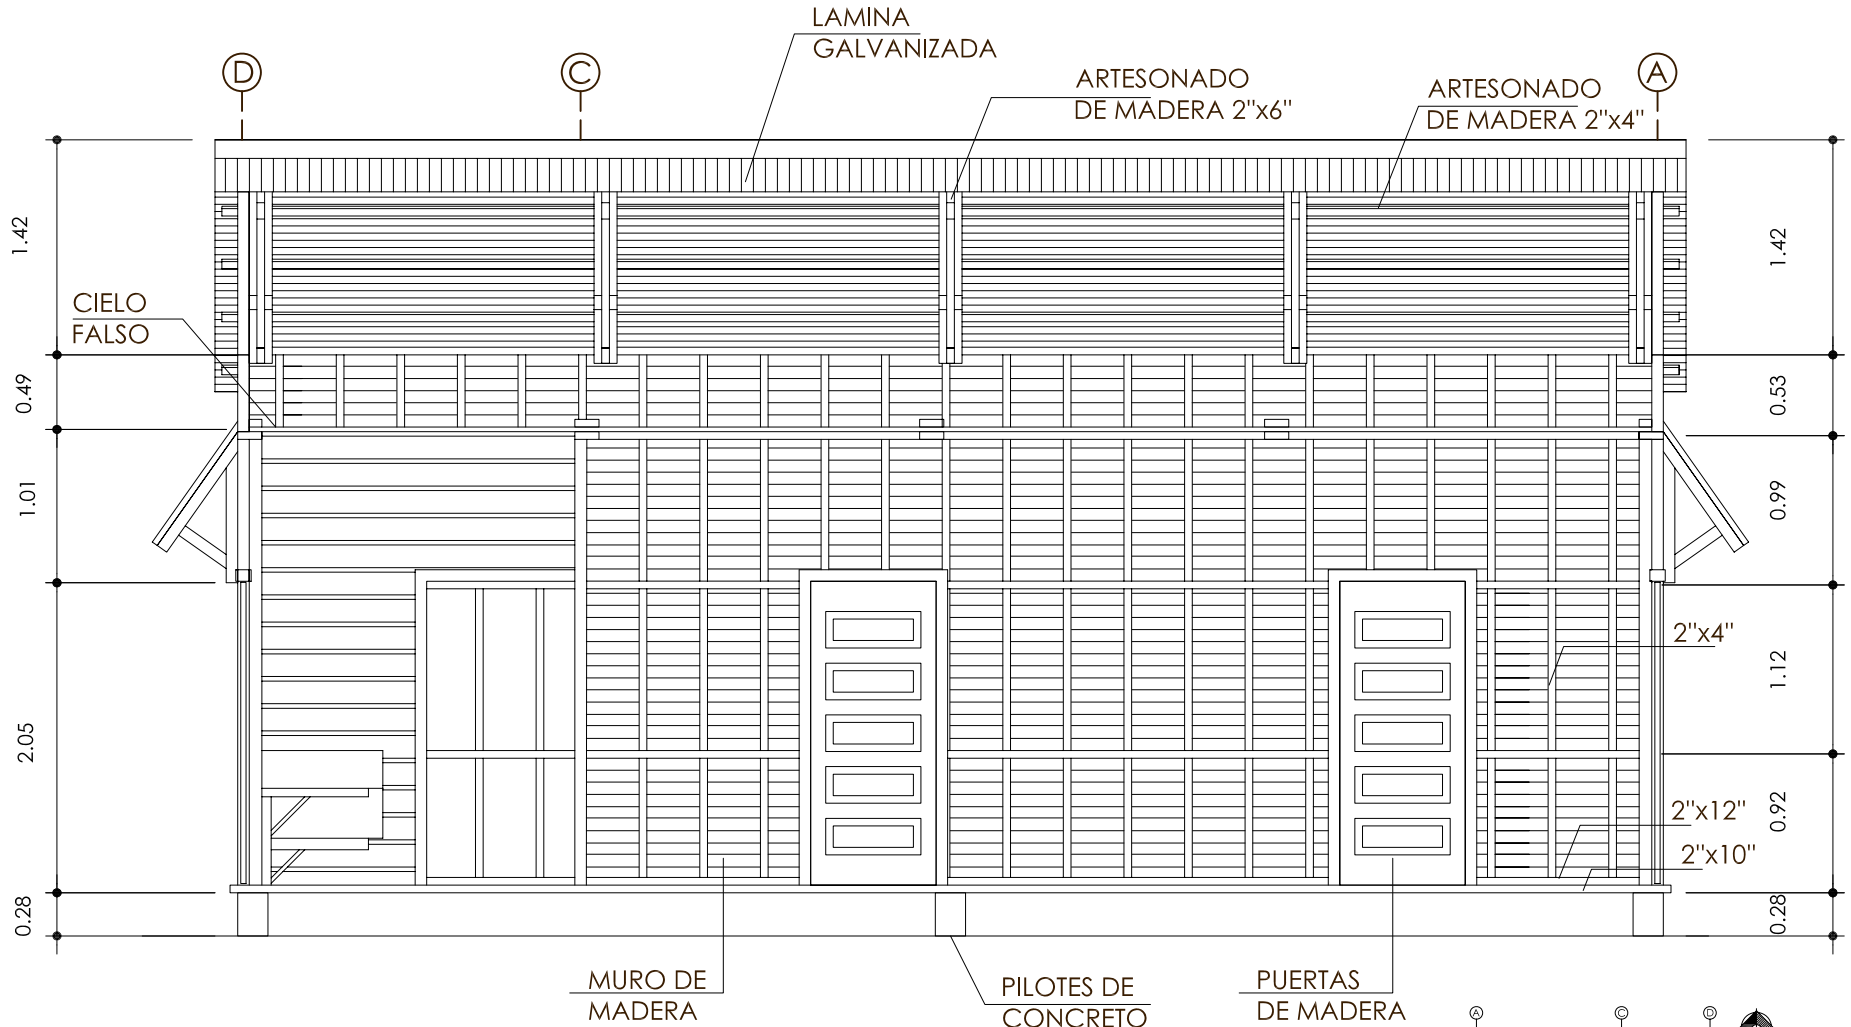 LAMINA
GALVANIZADA
D
C
A
ARTESONADO
DE MADERA 2"x6"
ARTESONADO
DE MADERA 2"x4"
1.42
1.42
CIELO
FALSO
0.49
0.53
1.01
0.99
2"x4"
1.12
2.05
2"x12"
0.92
2"x10"
0.28
0.28
MURO DE
MADERA
PILOTES DE
CONCRETO
PUERTAS
DE MADERA
A
C
D